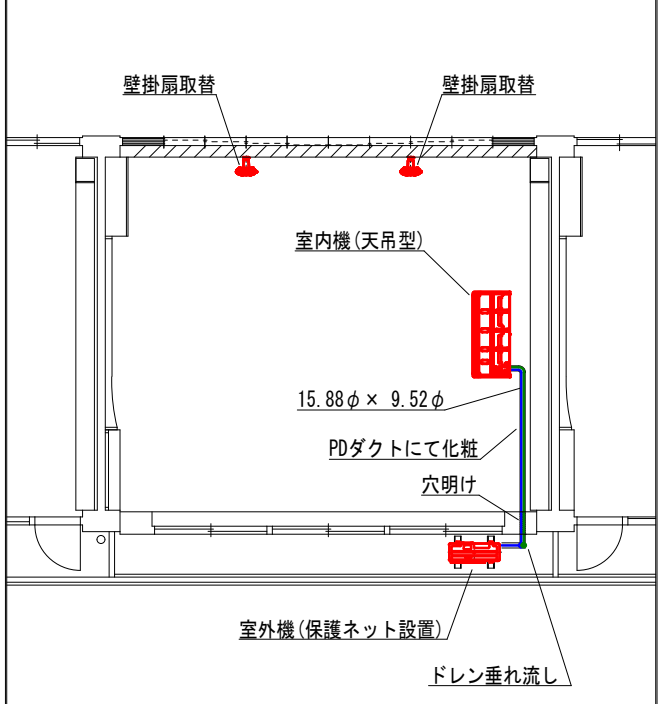 壁掛扇取替
壁掛扇取替
室内機(天吊型)
15.88φ × 9.52φ
PDダクトにて化粧
穴明け
室外機(保護ネット設置)
ドレン垂れ流し